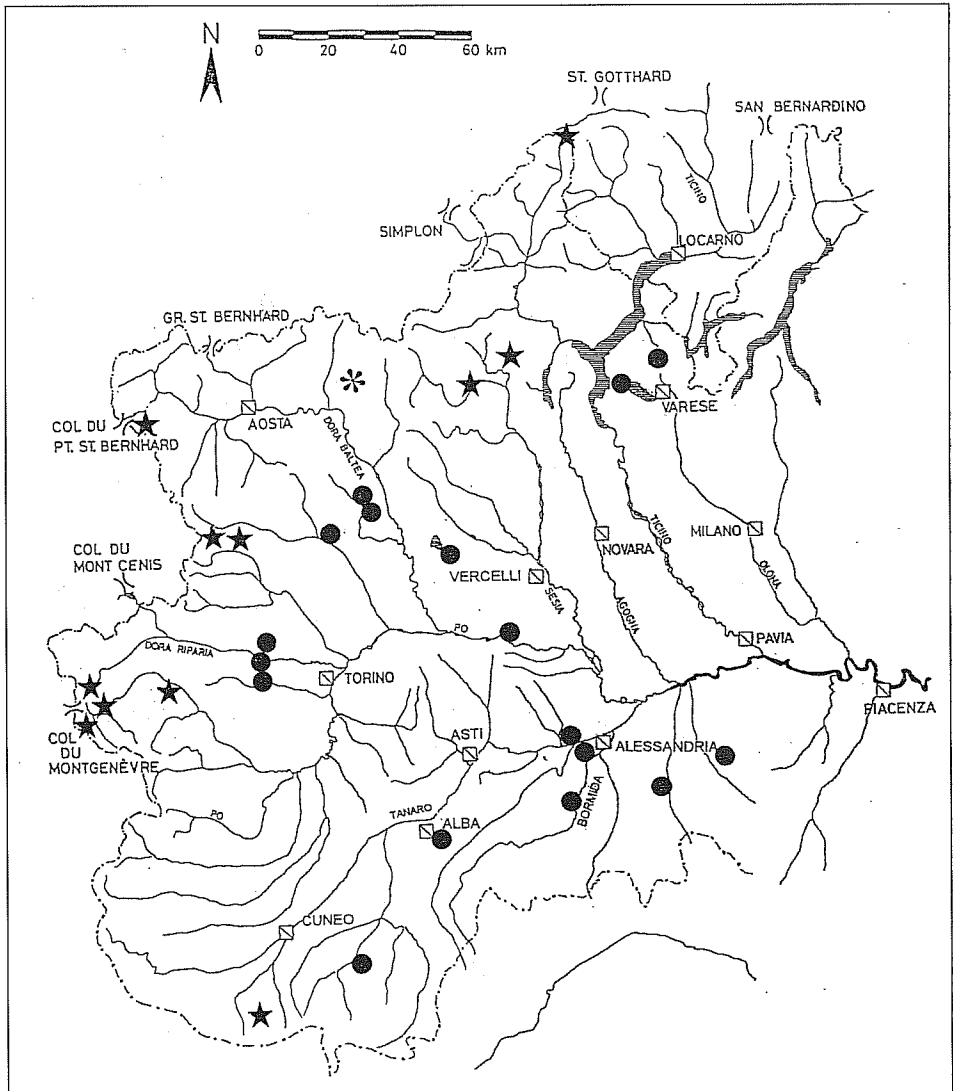 N
0 20 40 60 km
ST. GOTTHARD
SAN BERNARDINO
TICINO
SIMPLON
LOCARNO
GR. ST. BERNHARD
VARESE
COL DU
PT. ST. BERNHARD
AOSTA
DORA BALTEA
COL DU
MONT CENIS
VERCELLI
SESIA
NOVARA
AGOGNA
TICINO
MILANO
OLONA
PO
PAVIA
DORA RIPARIA
TORINO
PIACENZA
COL
DU
MONTGENÈVRE
ASTI
ALESSANDRIA
BORMIDA
PO
TANARO
ALBA
CUNEO